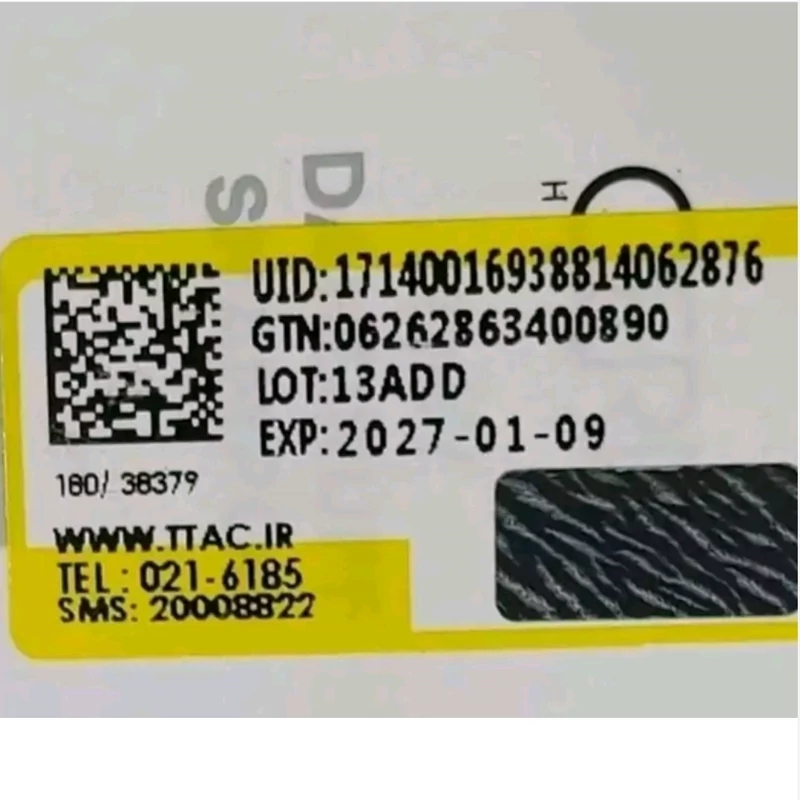 DA
S
H
UID:17140016938814062876
GTN:06262863400890
LOT:13ADD
EXP:2027-01-09
180/ 38379
WWW.TTAC.IR
TEL : 021-6185
SMS: 20008822